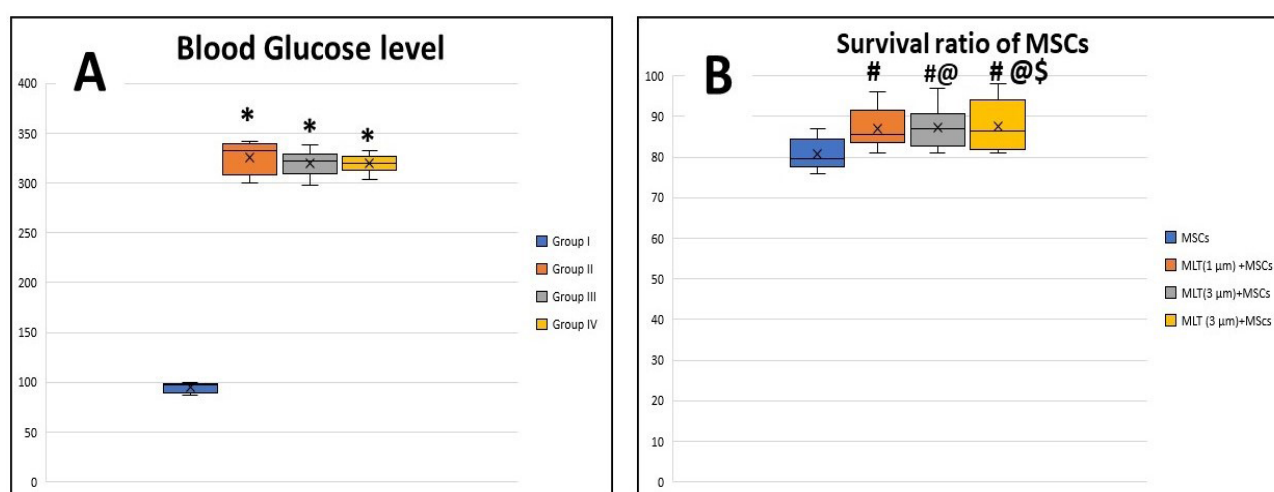 A
Blood Glucose level
400
350
300
250
200
150
100
50
0
*
*
*
Group I
Group II
Group III
Group IV
B
Survival ratio of MSCs
100
90
80
70
60
50
40
30
20
10
0
#
#@
# @$
MSCs
MLT(1 µm) +MSCs
MLT(3 µm)+MSCs
MLT (3 µm)+MScs